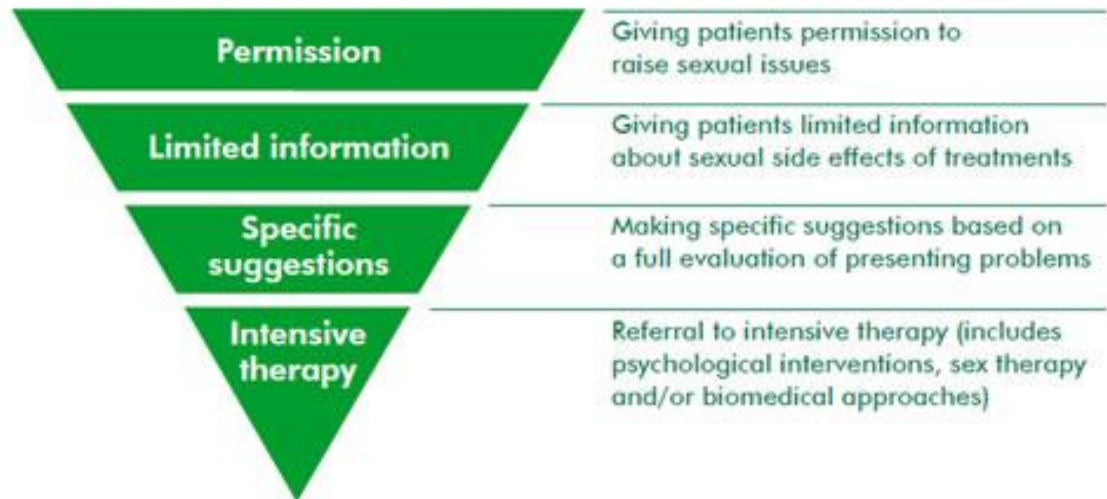 Permission
Giving patients permission to
raise sexual issues
Limited information
Giving patients limited information
about sexual side effects of treatments
Specific
suggestions
Making specific suggestions based on
a full evaluation of presenting problems
Intensive
therapy
Referral to intensive therapy (includes
psychological interventions, sex therapy
and/or biomedical approaches)